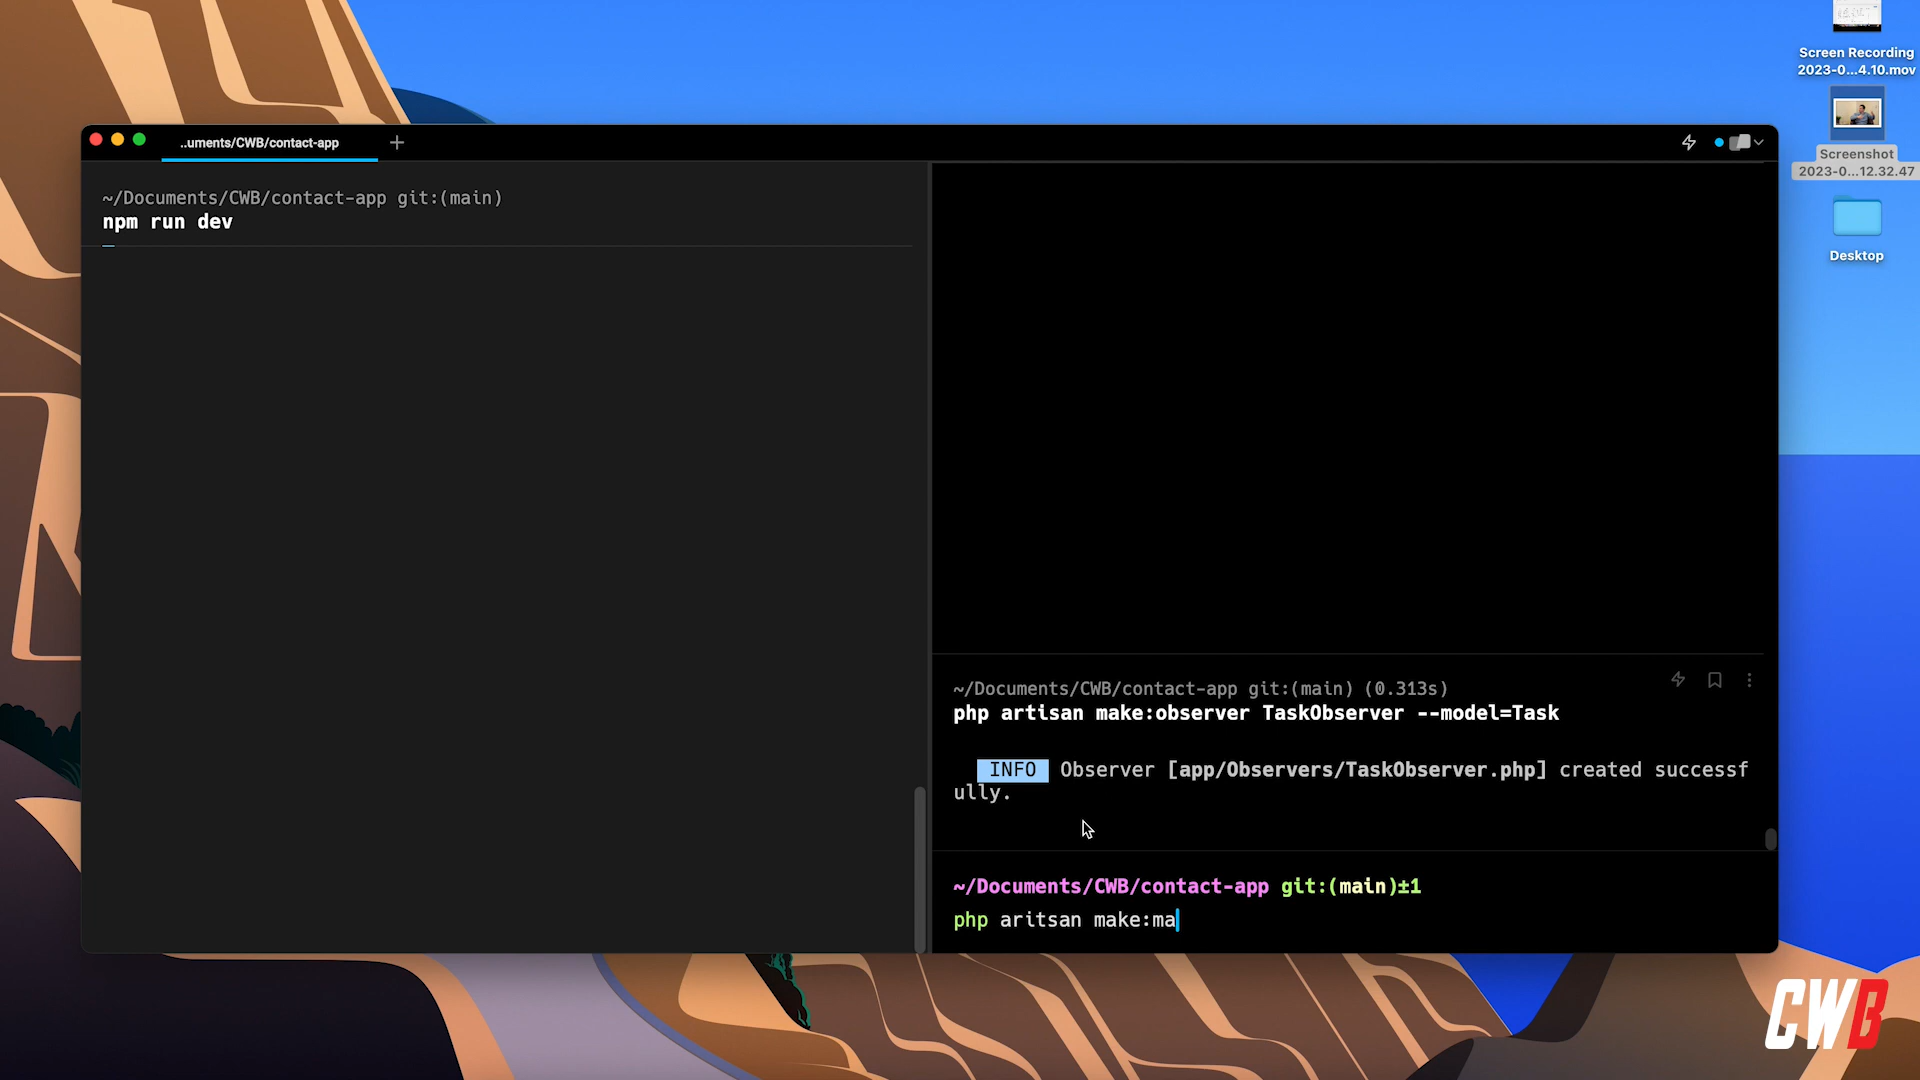 Screen Recording
2023-0...4.10.mov
Screenshot
2023-0...12.32.47
Desktop
..uments/CWB/contact-app
~/Documents/CWB/contact-app git:(main)
npm run dev
~/Documents/CWB/contact-app git:(main) (0.313s)
php artisan make:observer TaskObserver --model=Task
INFO Observer [app/Observers/TaskObserver.php] created successf
ully.
~/Documents/CWB/contact-app git:(main)±1
php aritsan make:ma
CWB